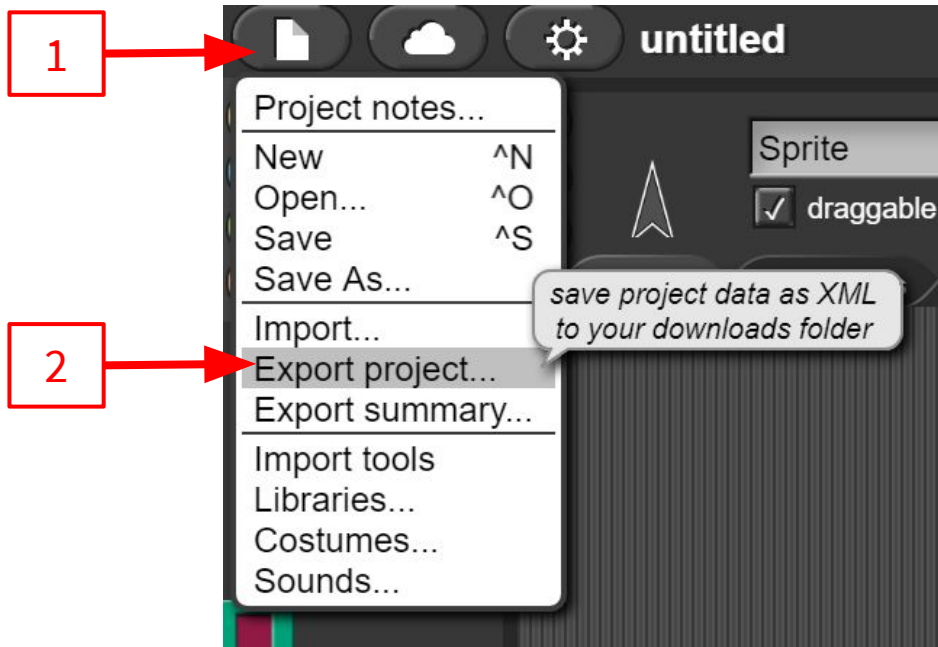 1
untitled
Project notes...
New ^N
Open... ^O
Save ^S
Save As...
Import...
2
Export project...
Export summary...
Import tools
Libraries...
Costumes...
Sounds...
Sprite
draggable
save project data as XML
to your downloads folder